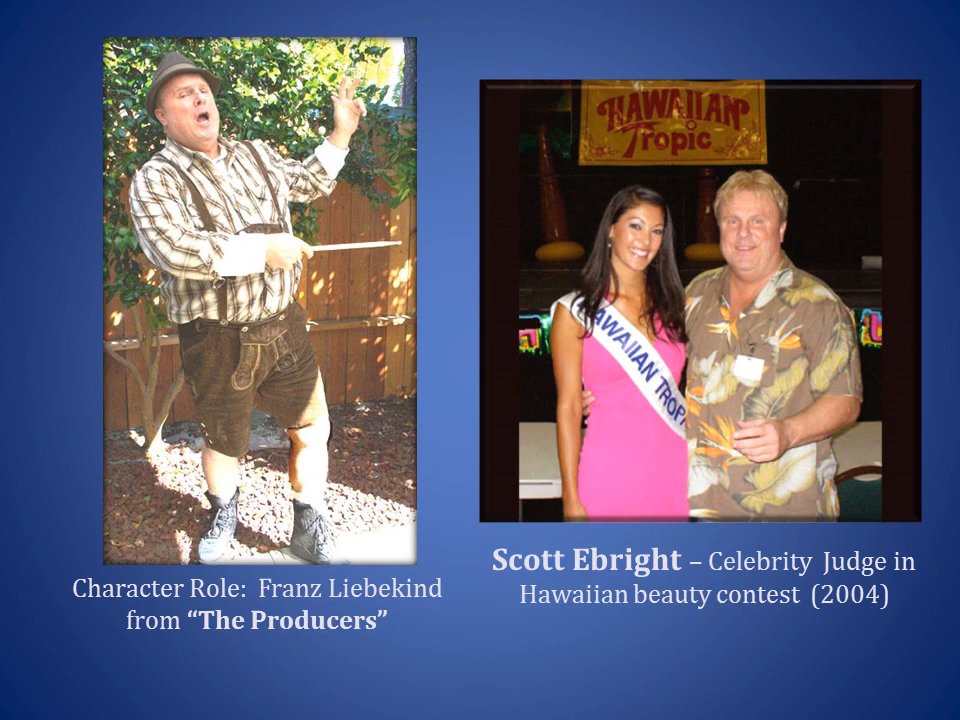 HAWAIIAN
Tropic
HAWAIIAN TROP
Character Role: Franz Liebekind
from “The Producers”
Scott Ebright – Celebrity Judge in
Hawaiian beauty contest (2004)